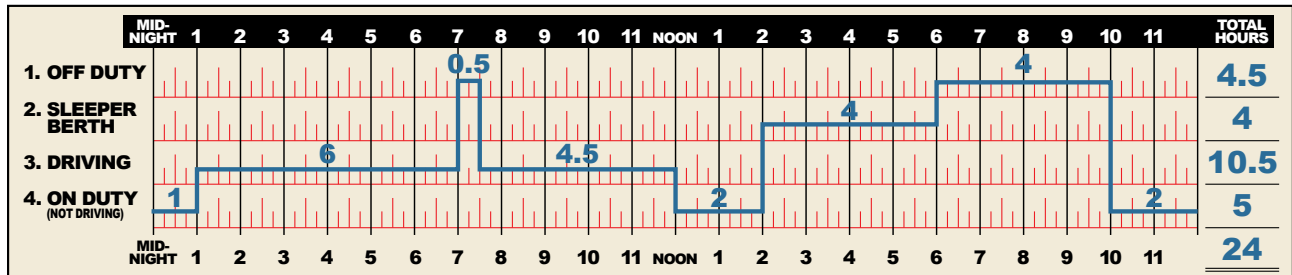 MID-NIGHT 1 2 3 4 5 6 7 8 9 10 11 NOON 1 2 3 4 5 6 7 8 9 10 11 TOTAL HOURS
0.5 4
1. OFF DUTY 4.5
2. SLEEPER BERTH 4 4
3. DRIVING 6 4.5 10.5
4. ON DUTY (NOT DRIVING) 1 2 2 5
MID-NIGHT 1 2 3 4 5 6 7 8 9 10 11 NOON 1 2 3 4 5 6 7 8 9 10 11 24